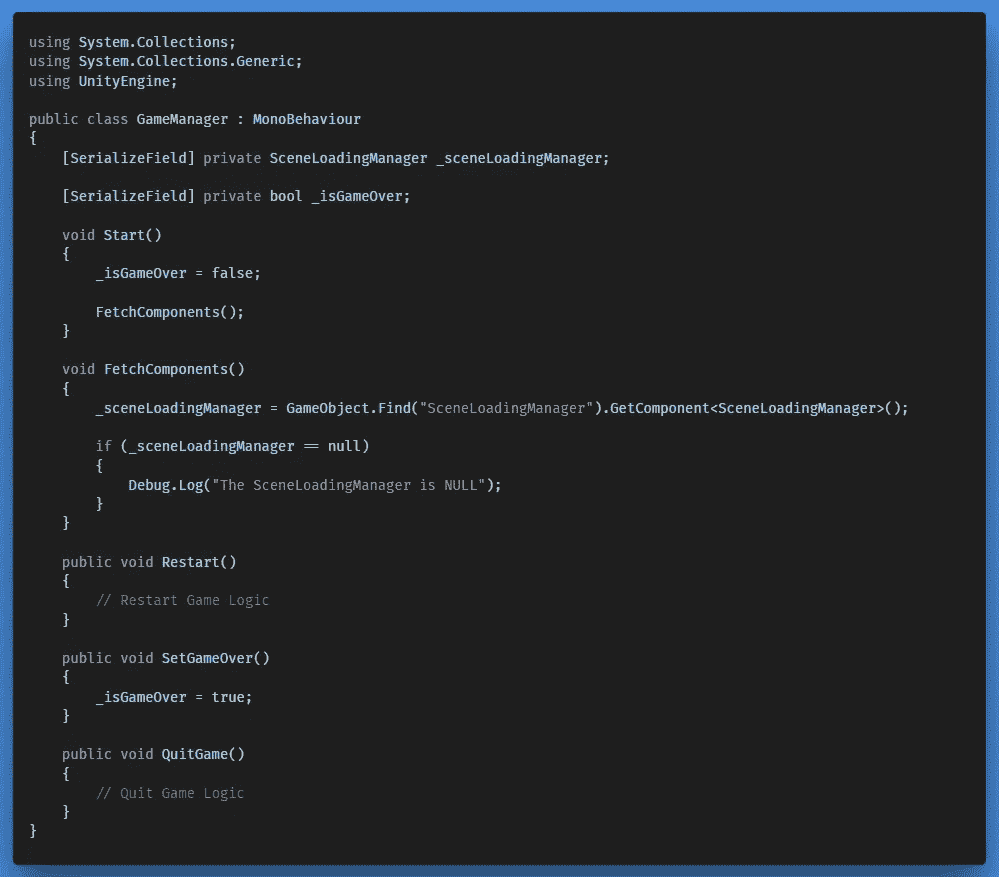 using System.Collections;
using System.Collections.Generic;
using UnityEngine;

public class GameManager : MonoBehaviour
{
    [SerializeField] private SceneLoadingManager _sceneLoadingManager;

    [SerializeField] private bool _isGameOver;

    void Start()
    {
        _isGameOver = false;

        FetchComponents();
    }

    void FetchComponents()
    {
        _sceneLoadingManager = GameObject.Find("SceneLoadingManager").GetComponent<SceneLoadingManager>();

        if (_sceneLoadingManager == null)
        {
            Debug.Log("The SceneLoadingManager is NULL");
        }
    }

    public void Restart()
    {
        // Restart Game Logic
    }

    public void SetGameOver()
    {
        _isGameOver = true;
    }

    public void QuitGame()
    {
        // Quit Game Logic
    }
}